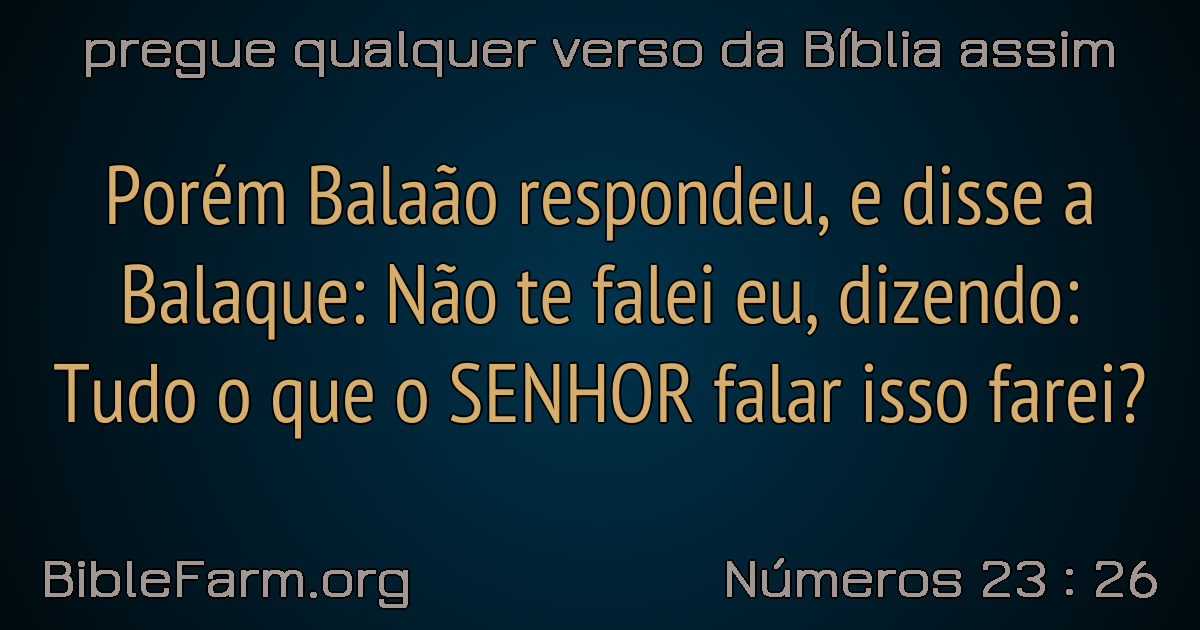 pregue qualquer verso da Bíblia assim
Porém Balaão respondeu, e disse a
Balaque: Não te falei eu, dizendo:
Tudo o que o SENHOR falar isso farei?
BibleFarm.org
Números 23 : 26